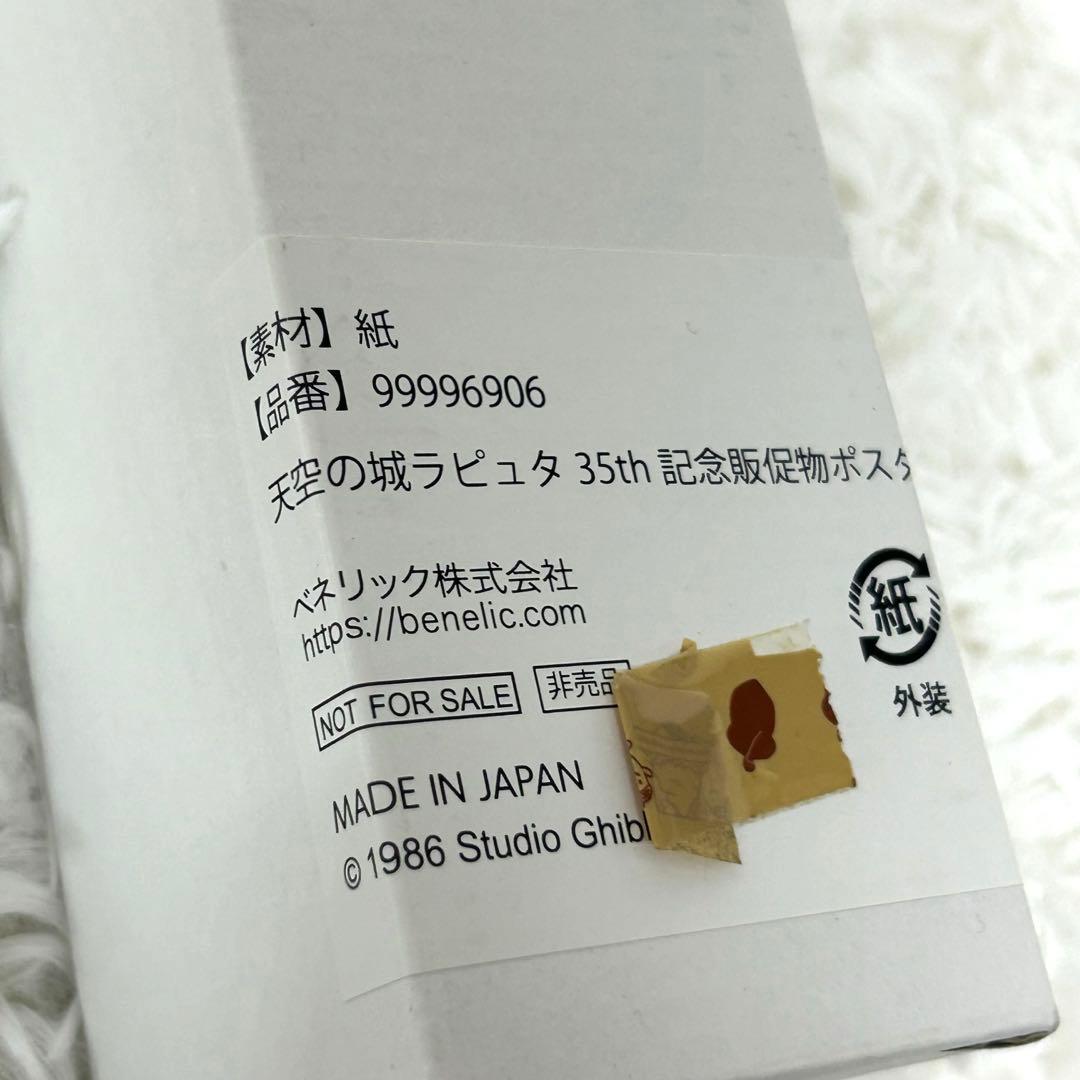 【素材】紙
【品番】99996906
天空の城ラピュタ 35th 記念販促物ポスタ
ベネリック株式会社
https://benelic.com
NOT FOR SALE 非売品
MADE IN JAPAN
©1986 Studio Ghibl
紙
外装